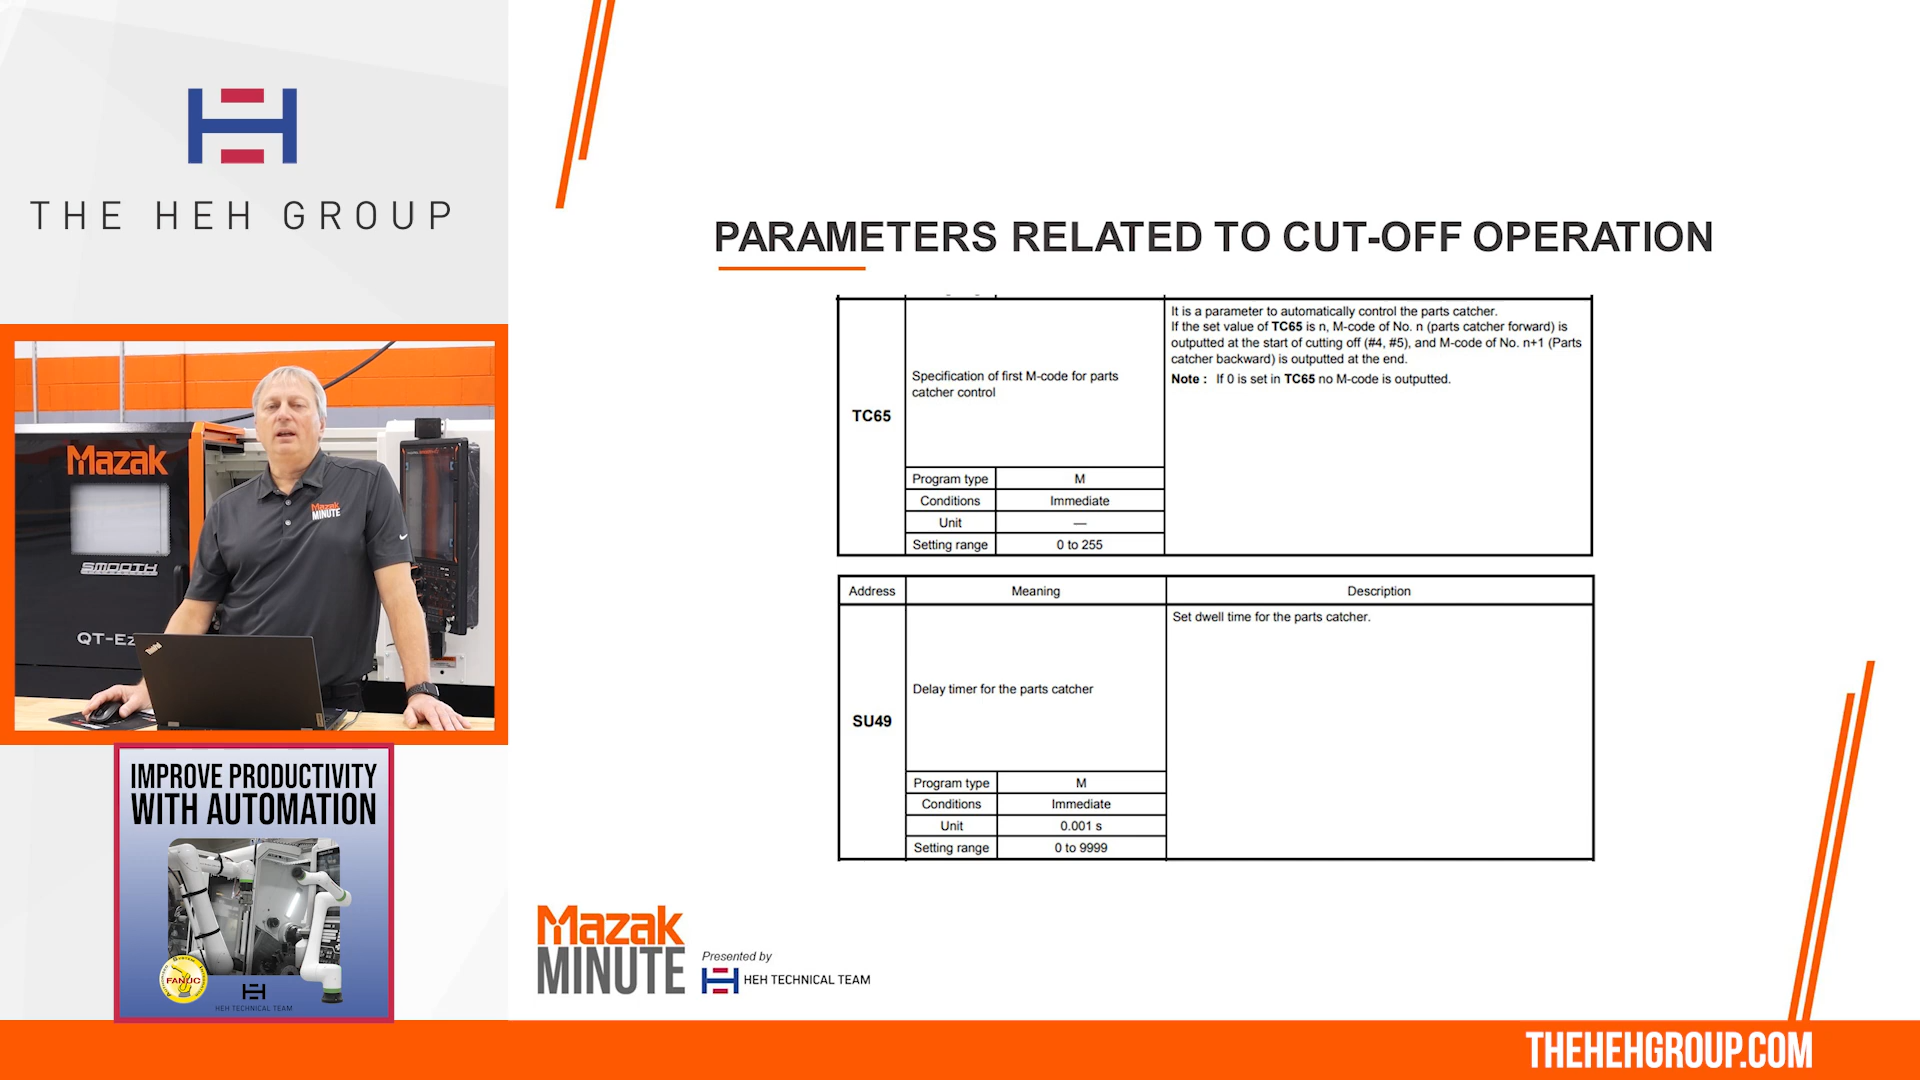 THE HEH GROUP
Mazak
SMOOTH
QT-Ez
Mazak
MINUTE
IMPROVE PRODUCTIVITY
WITH AUTOMATION
FANUC
HEH TECHNICAL TEAM
PARAMETERS RELATED TO CUT-OFF OPERATION
TC65
Specification of first M-code for parts
catcher control
Program type M
Conditions Immediate
Unit —
Setting range 0 to 255
It is a parameter to automatically control the parts catcher.
If the set value of TC65 is n, M-code of No. n (parts catcher forward) is
outputted at the start of cutting off (#4, #5), and M-code of No. n+1 (Parts
catcher backward) is outputted at the end.
Note : If 0 is set in TC65 no M-code is outputted.
Address Meaning Description
SU49
Delay timer for the parts catcher
Program type M
Conditions Immediate
Unit 0.001 s
Setting range 0 to 9999
Set dwell time for the parts catcher.
Mazak
MINUTE
Presented by
HEH TECHNICAL TEAM
THEHEHGROUP.COM